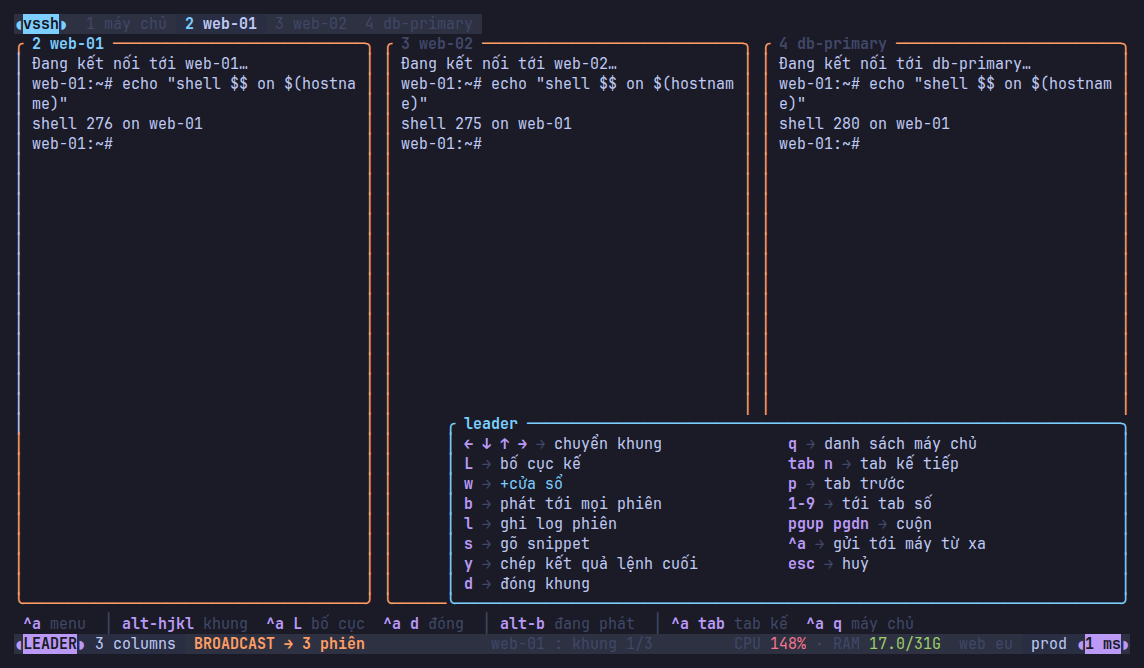 vssh 1 máy chủ 2 web-01 3 web-02 4 db-primary
2 web-01 3 web-02 4 db-primary
Đang kết nối tới web-01… Đang kết nối tới web-02… Đang kết nối tới db-primary…
web-01:~# echo "shell $$ on $(hostna web-01:~# echo "shell $$ on $(hostnam web-01:~# echo "shell $$ on $(hostnam
me)" e)" e)"
shell 276 on web-01 shell 275 on web-01 shell 280 on web-01
web-01:~# web-01:~# web-01:~#
leader
← ↓ ↑ → → chuyển khung q → danh sách máy chủ
L → bố cục kế tab n → tab kế tiếp
w → +cửa sổ p → tab trước
b → phát tới mọi phiên 1-9 → tới tab số
l → ghi log phiên pgup pgdn → cuộn
s → gõ snippet ^a → gửi tới máy từ xa
y → chép kết quả lệnh cuối esc → huỷ
d → đóng khung
^a menu │ alt-hjkl khung ^a L bố cục ^a d đóng │ alt-b đang phát │ ^a tab tab kế ^a q máy chủ
LEADER 3 columns BROADCAST → 3 phiên web-01 : khung 1/3 CPU 148% · RAM 17.0/31G web eu prod 1 ms